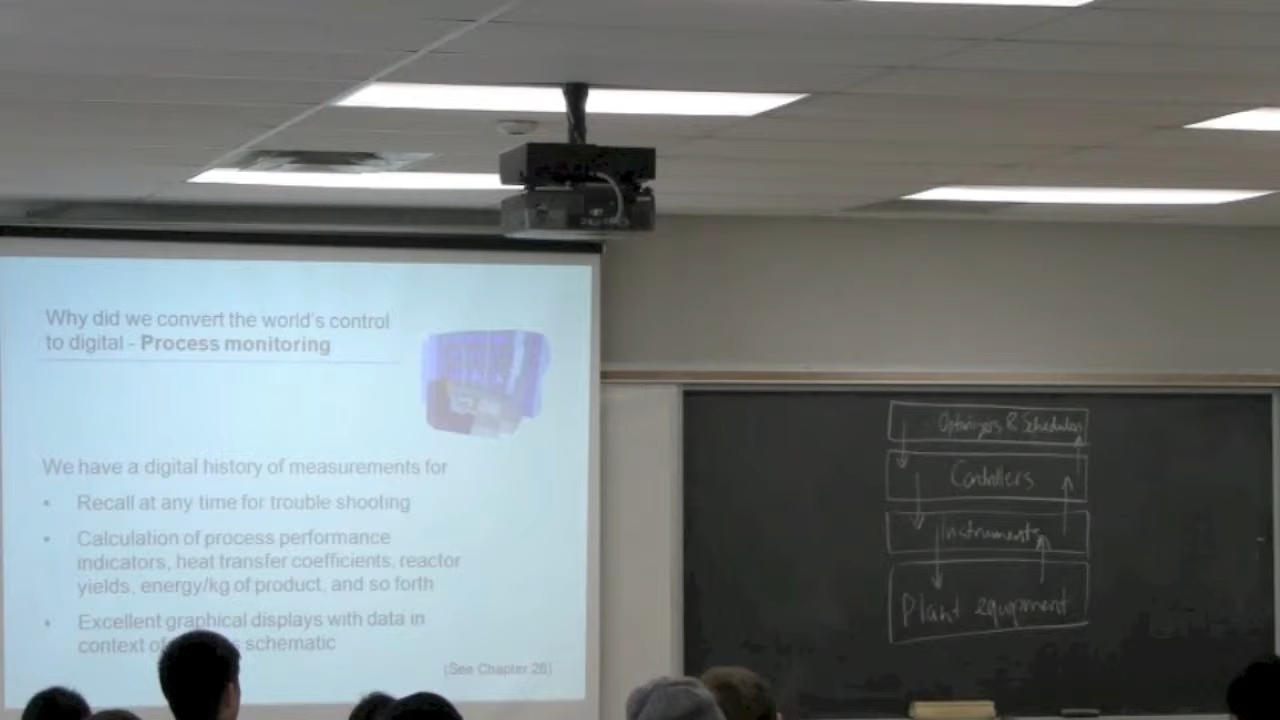 Why did we convert the world's control
to digital - Process monitoring
We have a digital history of measurements for
• Recall at any time for trouble shooting
• Calculation of process performance
indicators, heat transfer coefficients, reactor
yields, energy/kg of product, and so forth
• Excellent graphical displays with data in
context of schematic
(See Chapter 26)
Optimizers & Schedulers
Controllers
Instruments
Plant equipment